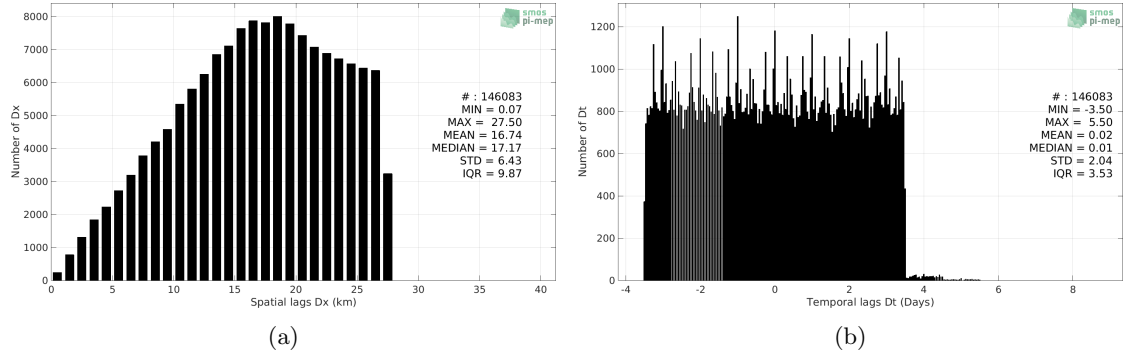 8000
7000
6000
5000
4000
3000
2000
1000
0
Number of Dx
0 5 10 15 20 25 30 35 40
Spatial lags Dx (km)
smos
pi-mep
# : 146083
MIN = 0.07
MAX = 27.50
MEAN = 16.74
MEDIAN = 17.17
STD = 6.43
IQR = 9.87
(a)
1200
1000
800
600
400
200
0
Number of Dt
-4 -2 0 2 4 6 8
Temporal lags Dt (Days)
smos
pi-mep
# : 146083
MIN = -3.50
MAX = 5.50
MEAN = 0.02
MEDIAN = 0.01
STD = 2.04
IQR = 3.53
(b)